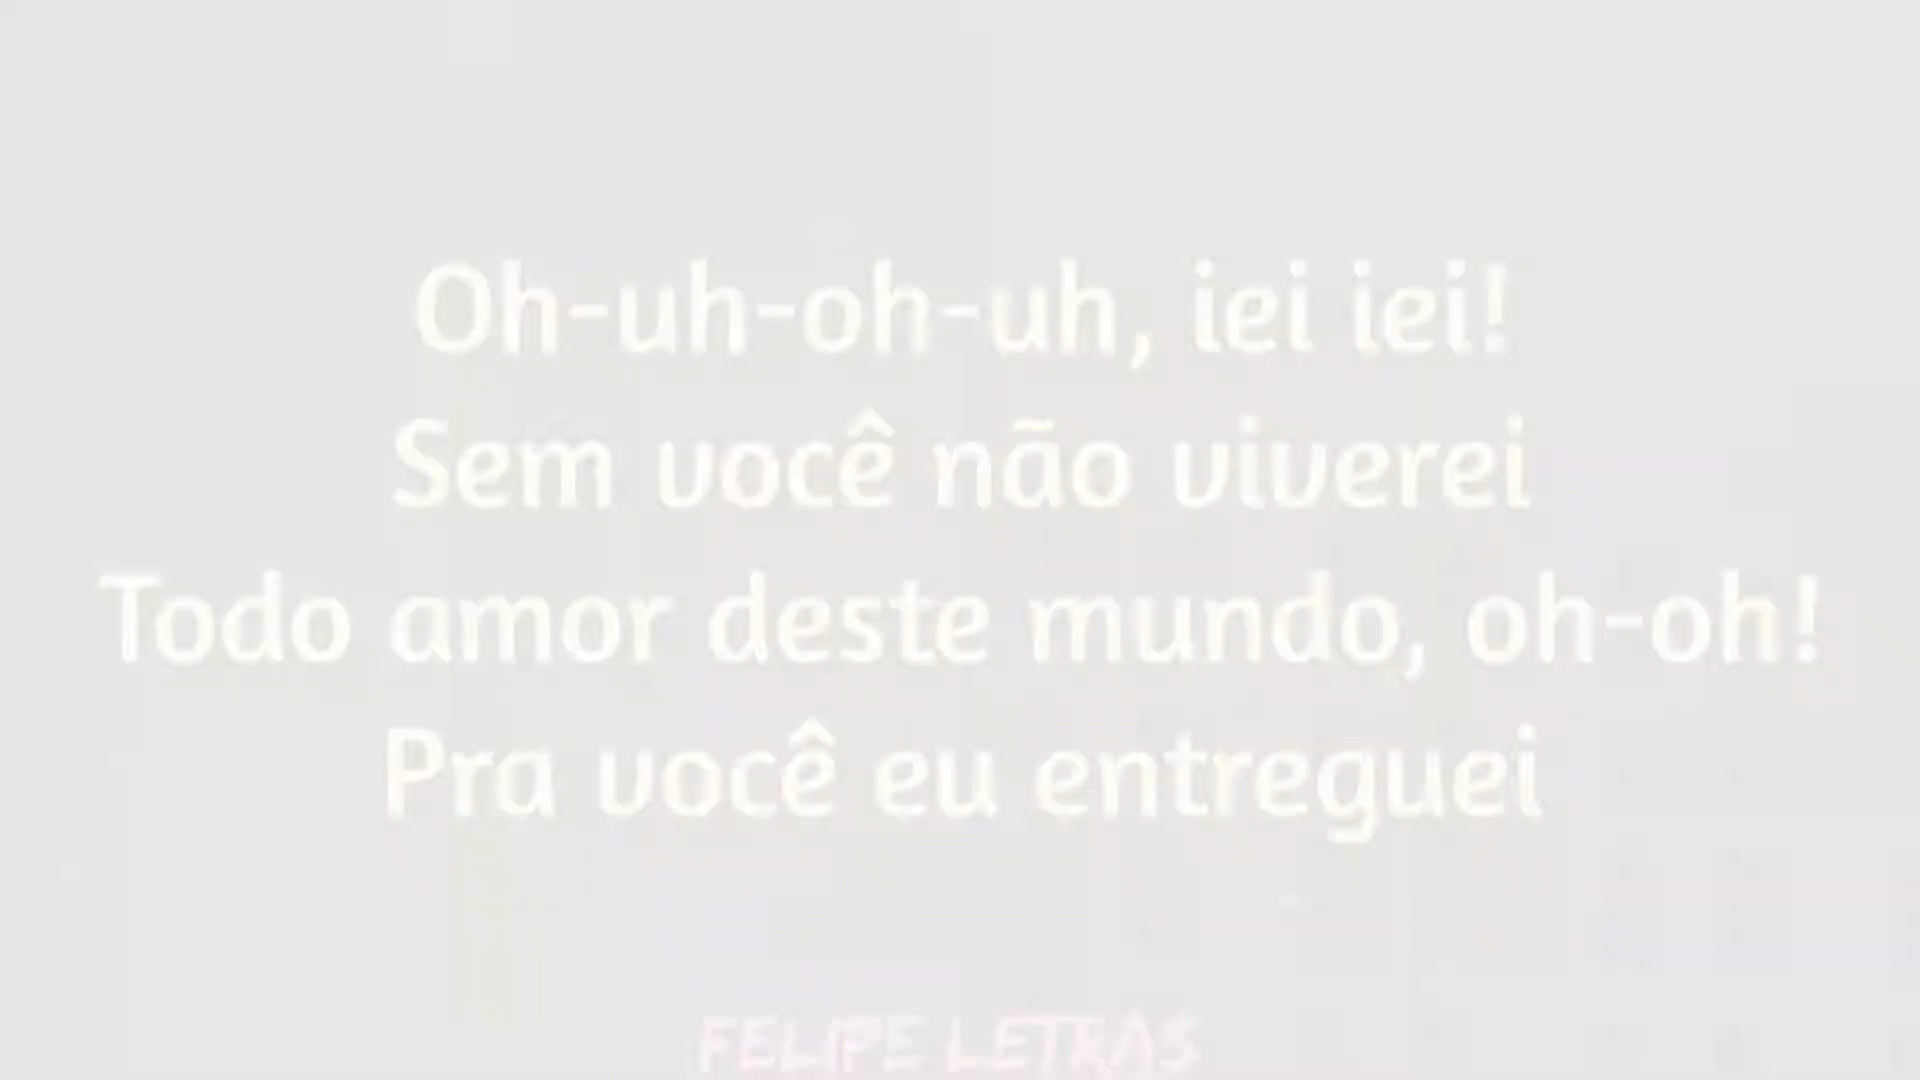 Oh-uh-oh-uh, iei iei!
Sem você não viverei
Todo amor deste mundo, oh-oh!
Pra você eu entreguei
FELIPE LETRAS